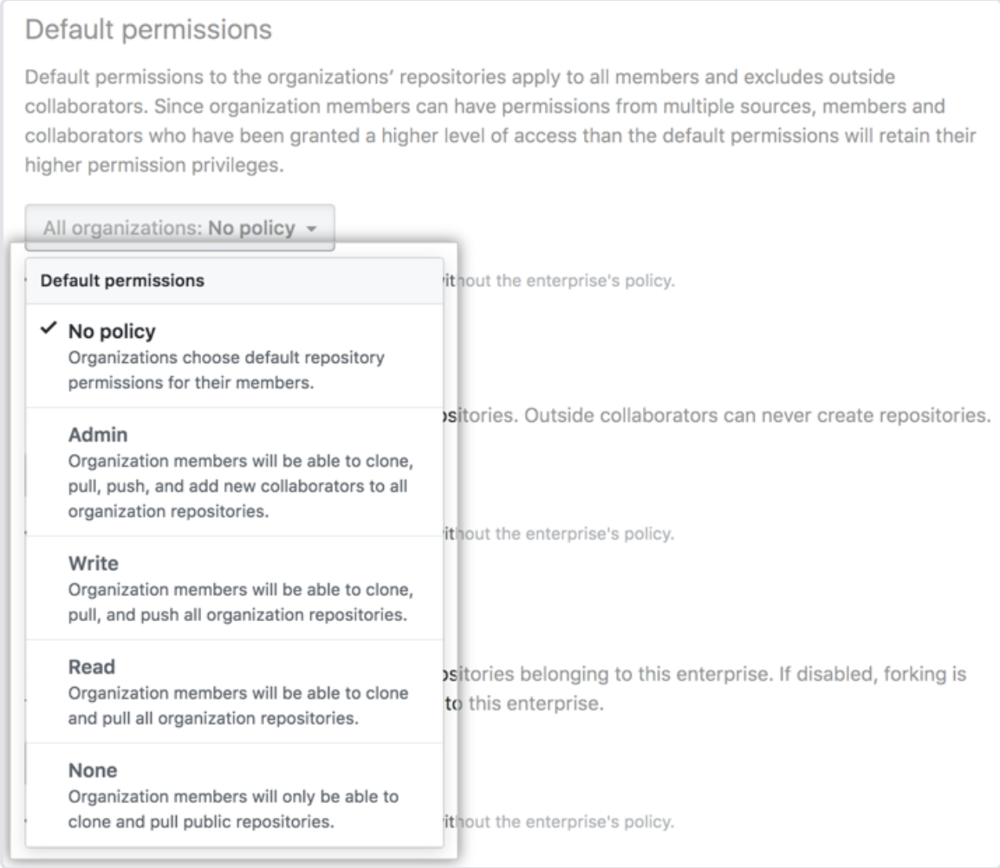 Default permissions
Default permissions to the organizations’ repositories apply to all members and excludes outside
collaborators. Since organization members can have permissions from multiple sources, members and
collaborators who have been granted a higher level of access than the default permissions will retain their
higher permission privileges.
All organizations: No policy
Default permissions
the enterprise's policy.
No policy
Organizations choose default repository
permissions for their members.
Outside collaborators can never create repositories.
Admin
Organization members will be able to clone,
pull, push, and add new collaborators to all
organization repositories.
the enterprise's policy.
Write
Organization members will be able to clone,
pull, and push all organization repositories.
belonging to this enterprise. If disabled, forking is
to this enterprise.
Read
Organization members will be able to clone
and pull all organization repositories.
None
Organization members will only be able to
clone and pull public repositories.
the enterprise's policy.